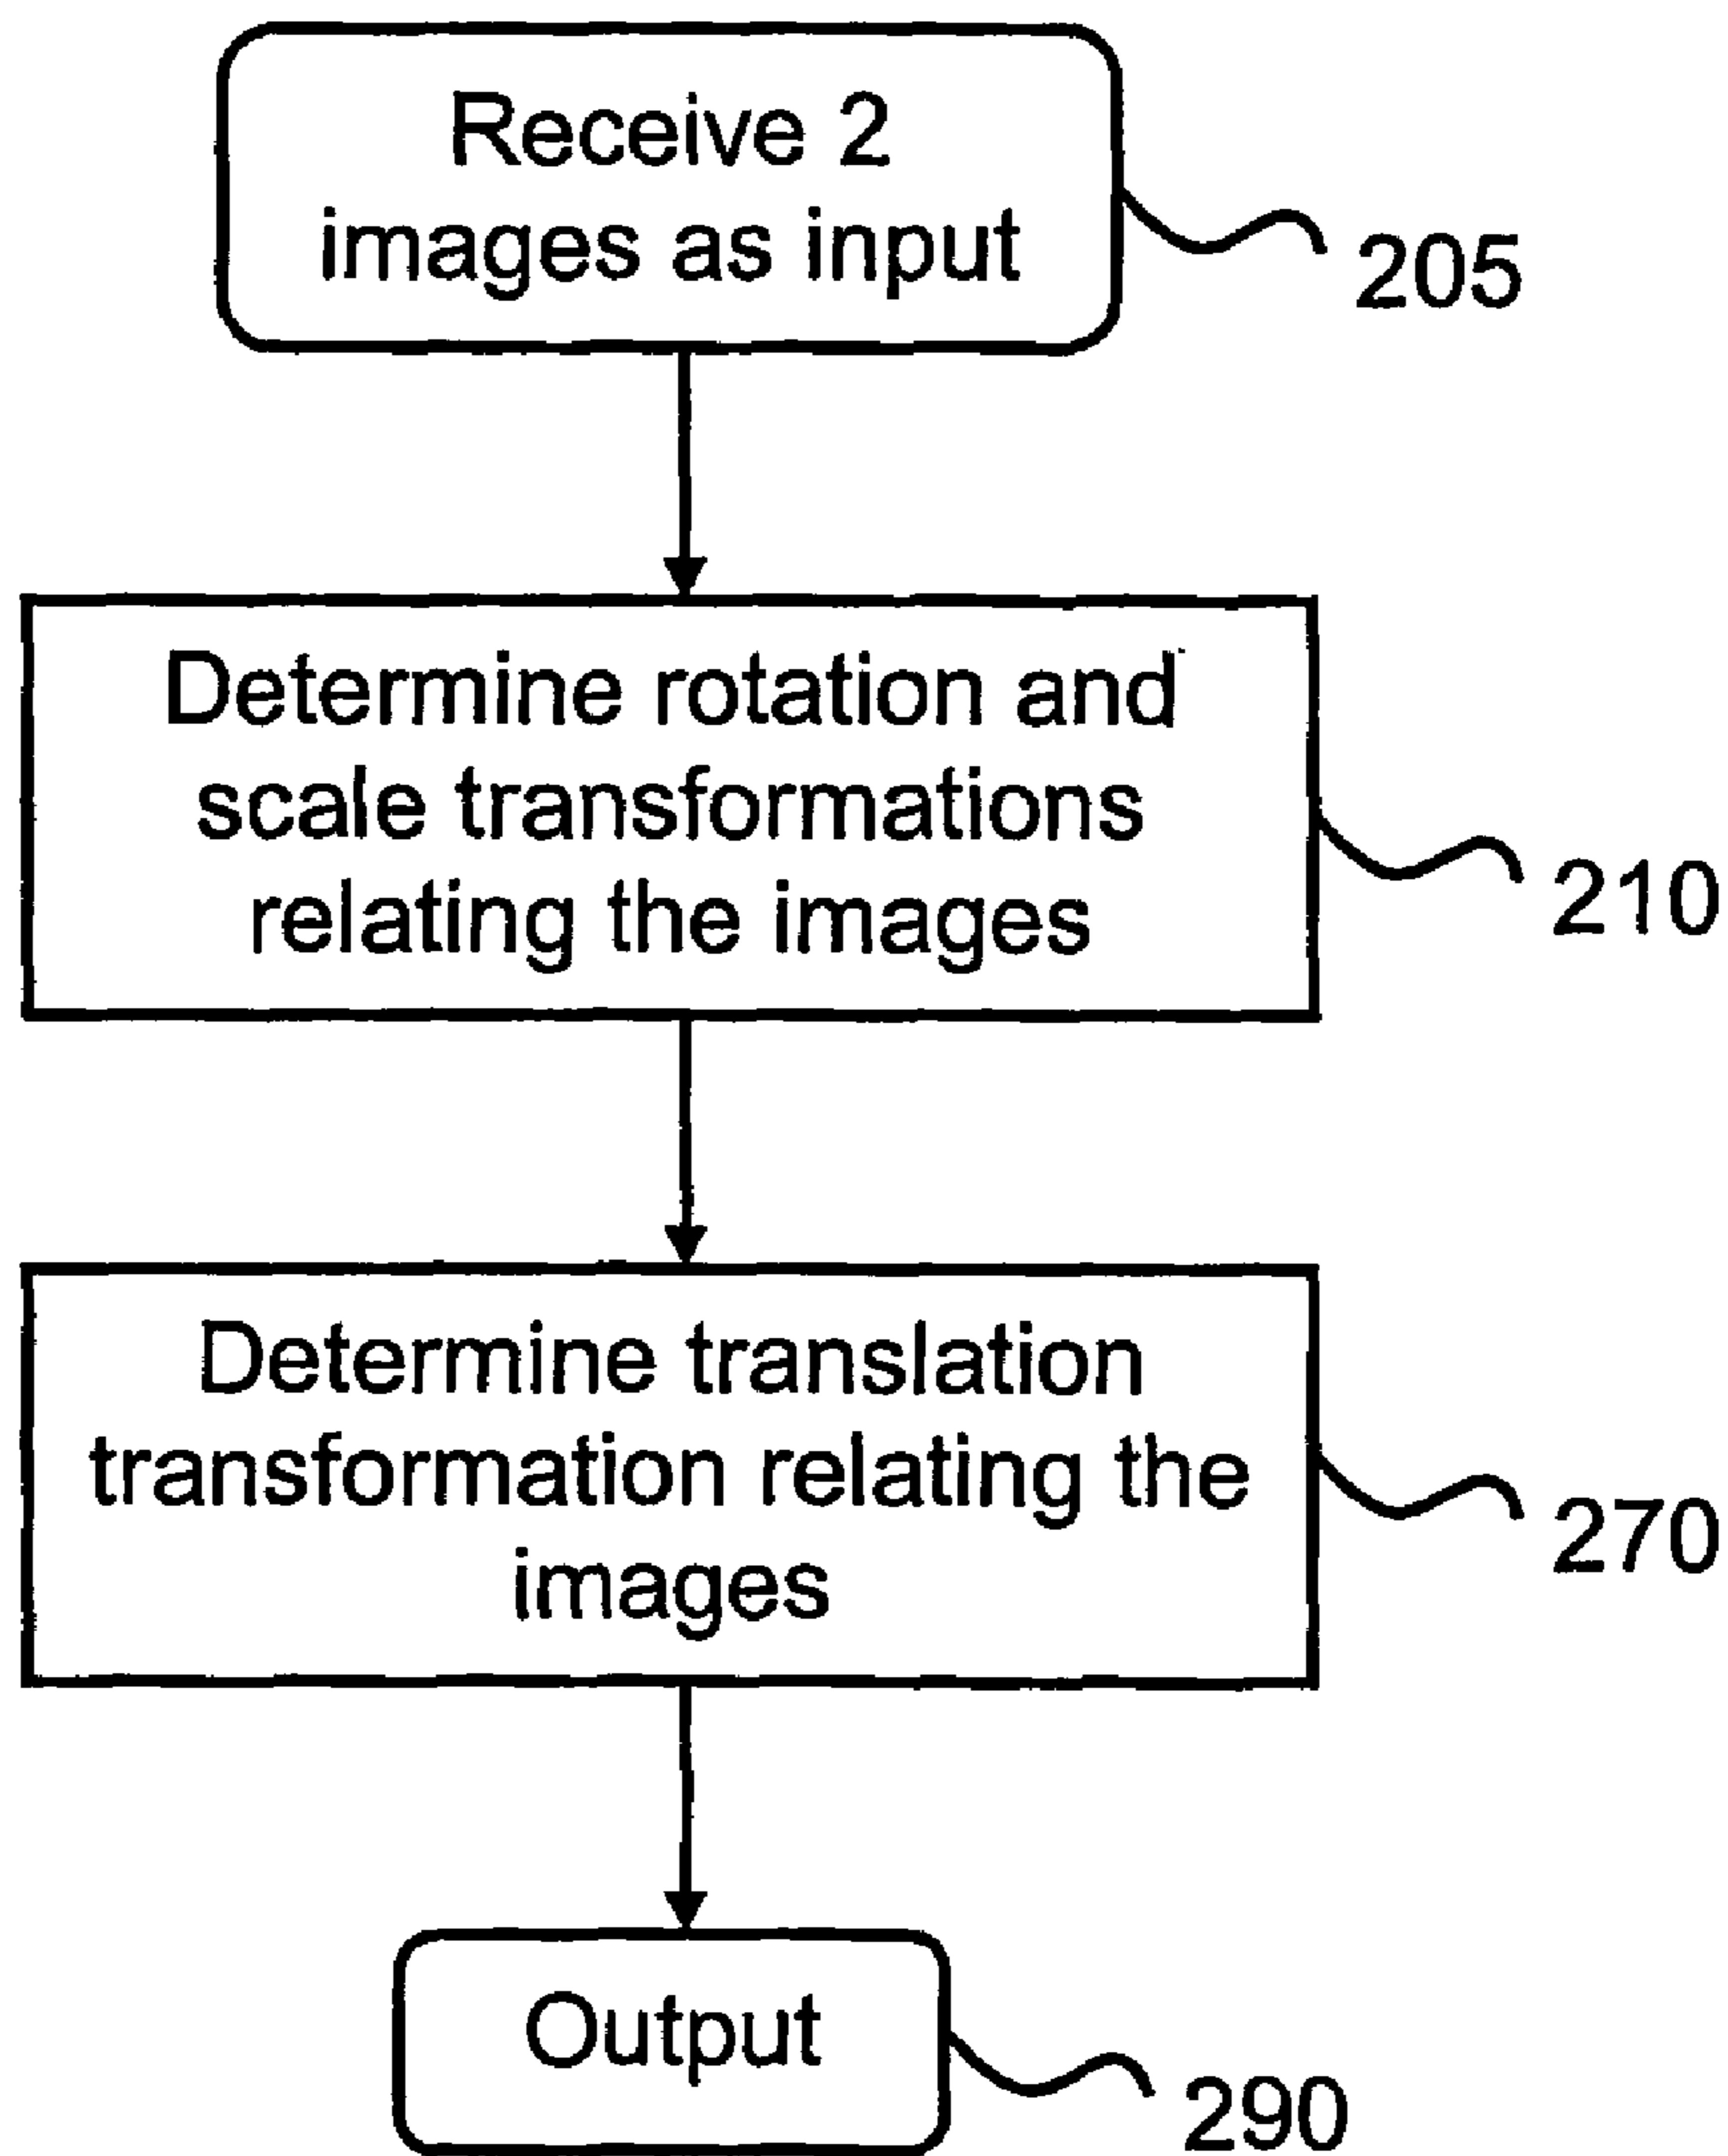 Receive 2
images as input
205
Determine rotation and
scale transformations
relating the images
210
Determine translation
transformation relating the
images
270
Output
290